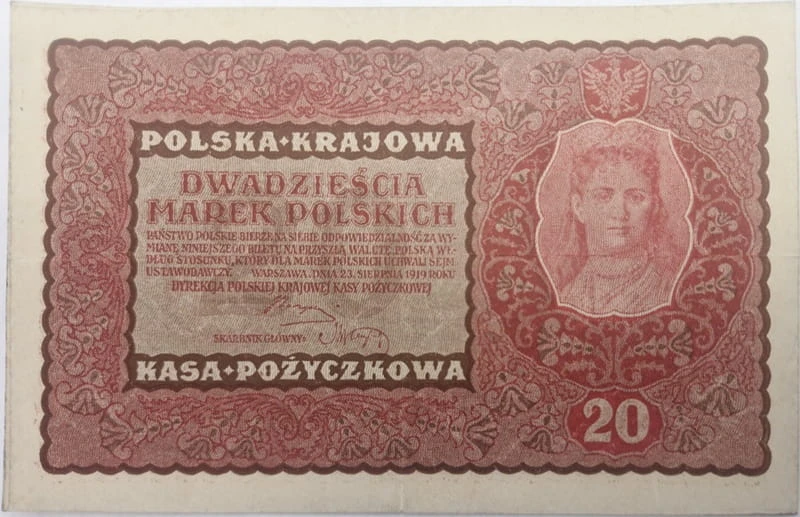 POLSKA✦KRAJOWA
DWADZIEŚCIA
MAREK POLSKICH
PAŃSTWO POLSKIE BIERZE NA SIEBIE ODPOWIEDZIALNOŚĆ ZA WY-
MIANĘ NINIEJSZEGO BILETU NA PRZYSZŁĄ WALUTĘ POLSKĄ WE-
DŁUG STOSUNKU, KTÓRY DLA MAREK POLSKICH UCHWALI SEJM
USTAWODAWCZY. WARSZAWA, DNIA 23. SIERPNIA 1919 ROKU
DYREKCJA POLSKIEJ KRAJOWEJ KASY POŻYCZKOWEJ
SKARBNIK GŁÓWNY:
KASA✦POŻYCZKOWA
20